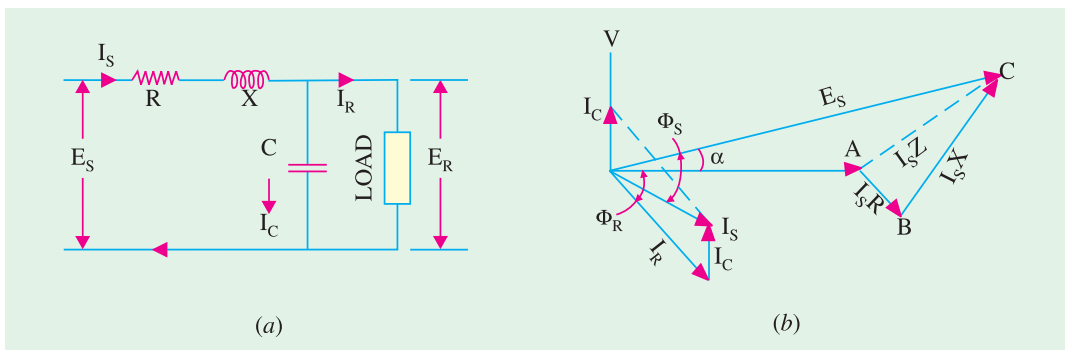 I_S
R
X
I_R
E_S
C
LOAD
E_R
I_C
(a)
V
I_C
Φ_S
E_S
C
α
A
I_SZ
I_SX
I_SR
B
Φ_R
I_R
I_S
I_C
(b)